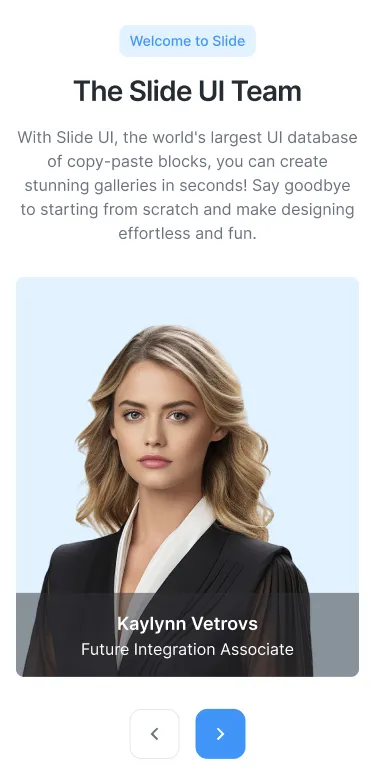 Welcome to Slide
The Slide UI Team
With Slide UI, the world's largest UI database
of copy-paste blocks, you can create
stunning galleries in seconds! Say goodbye
to starting from scratch and make designing
effortless and fun.
Kaylynn Vetrovs
Future Integration Associate